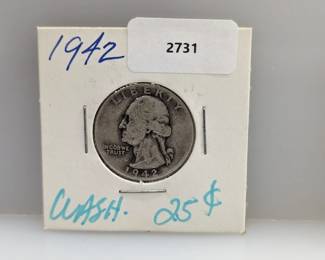 1942
2731
LIBERTY
IN GOD WE
TRUST
1942
WASH. 25¢